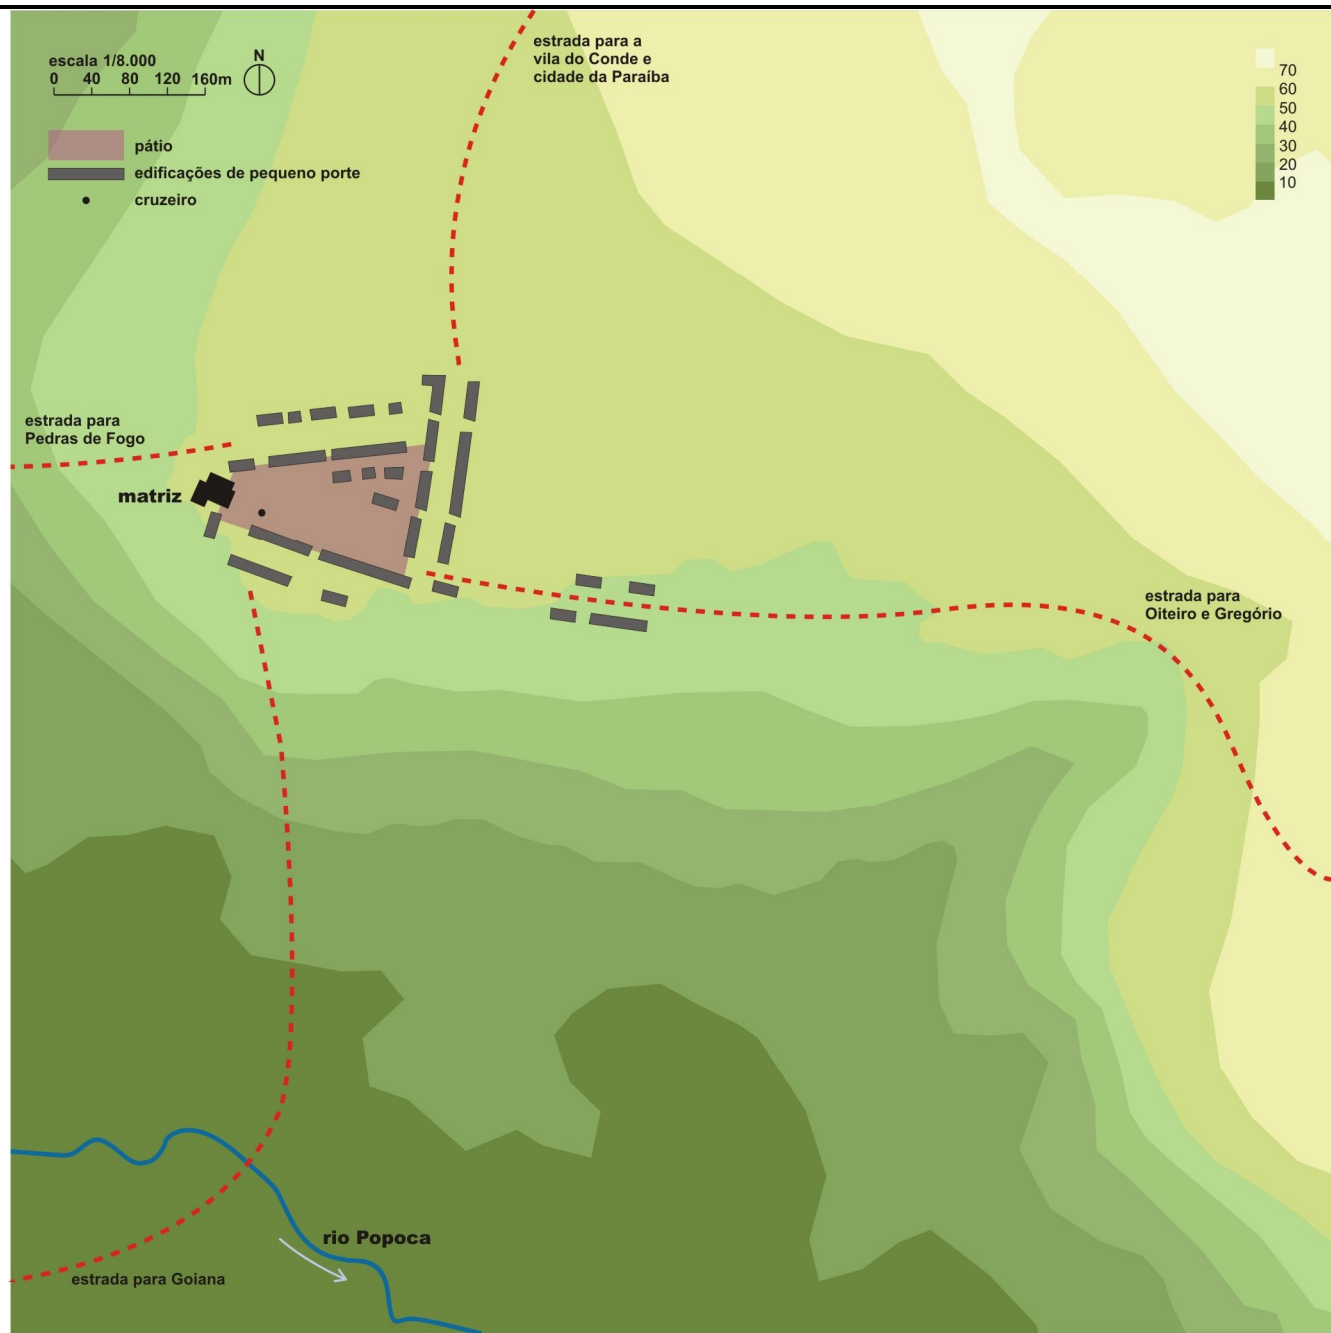 escala 1/8.000
0 40 80 120 160m
N
pátio
edificações de pequeno porte
cruzeiro
estrada para a
vila do Conde e
cidade da Paraíba
70
60
50
40
30
20
10
estrada para
Pedras de Fogo
matriz
estrada para
Oiteiro e Gregório
rio Popoca
estrada para Goiana